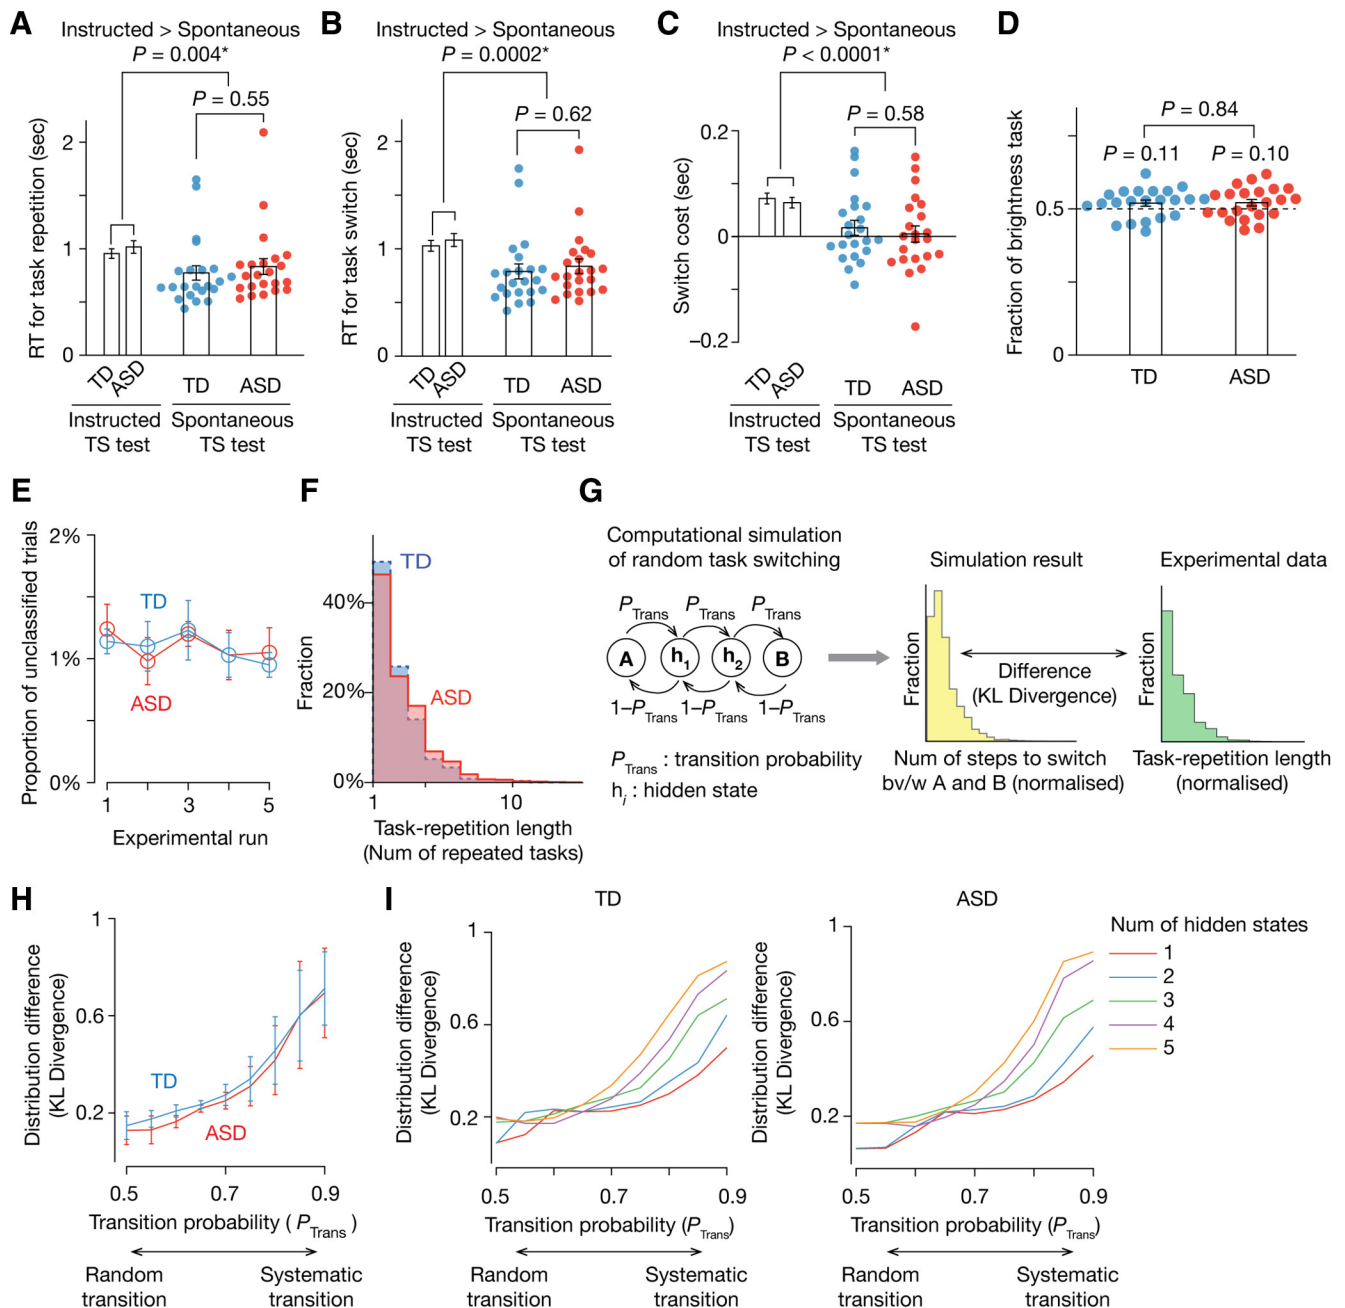 A
Instructed > Spontaneous
P = 0.004*
P = 0.55
RT for task repetition (sec)
2
1
0
TD
ASD
TD
ASD
Instructed
TS test
Spontaneous
TS test
B
Instructed > Spontaneous
P = 0.0002*
P = 0.62
RT for task switch (sec)
2
1
0
TD
ASD
TD
ASD
Instructed
TS test
Spontaneous
TS test
C
Instructed > Spontaneous
P < 0.0001*
P = 0.58
Switch cost (sec)
0.2
0
−0.2
TD
ASD
TD
ASD
Instructed
TS test
Spontaneous
TS test
D
P = 0.84
P = 0.11
P = 0.10
Fraction of brightness task
0.5
0
TD
ASD
E
Proportion of unclassified trials
2%
1%
0%
TD
ASD
1
3
5
Experimental run
F
Fraction
40%
20%
0%
TD
ASD
1
10
Task-repetition length
(Num of repeated tasks)
G
Computational simulation
of random task switching
PTrans
PTrans
PTrans
A
h1
h2
B
1–PTrans
1–PTrans
1–PTrans
PTrans : transition probability
hi : hidden state
Simulation result
Fraction
Num of steps to switch
bv/w A and B (normalised)
Difference
(KL Divergence)
Experimental data
Fraction
Task-repetition length
(normalised)
H
Distribution difference
(KL Divergence)
1
0.6
0.2
TD
ASD
0.5
0.7
0.9
Transition probability ( PTrans )
Random
transition
Systematic
transition
I
TD
Distribution difference
(KL Divergence)
1
0.6
0.2
0.5
0.7
0.9
Transition probability (PTrans)
Random
transition
Systematic
transition
ASD
Distribution difference
(KL Divergence)
1
0.6
0.2
0.5
0.7
0.9
Transition probability (PTrans)
Random
transition
Systematic
transition
Num of hidden states
1
2
3
4
5